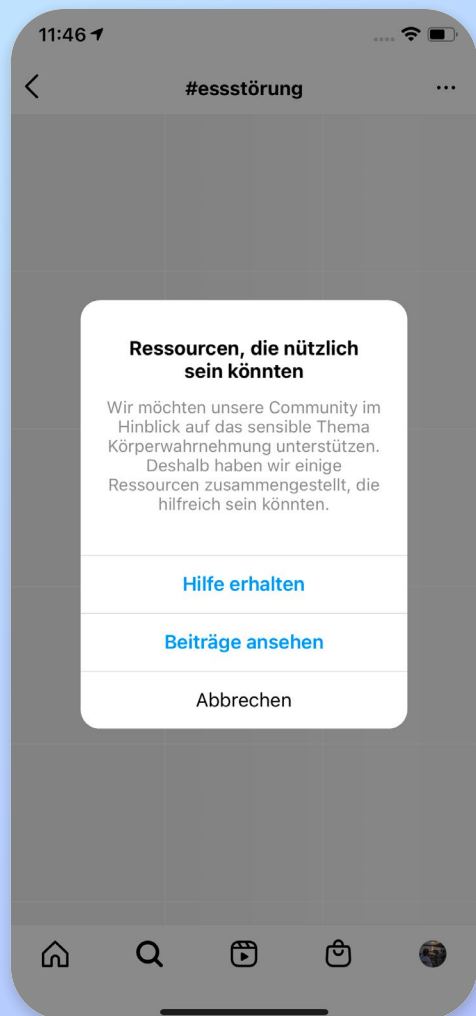 11:46
#essstörung
Ressourcen, die nützlich
sein könnten
Wir möchten unsere Community im
Hinblick auf das sensible Thema
Körperwahrnehmung unterstützen.
Deshalb haben wir einige
Ressourcen zusammengestellt, die
hilfreich sein könnten.
Hilfe erhalten
Beiträge ansehen
Abbrechen